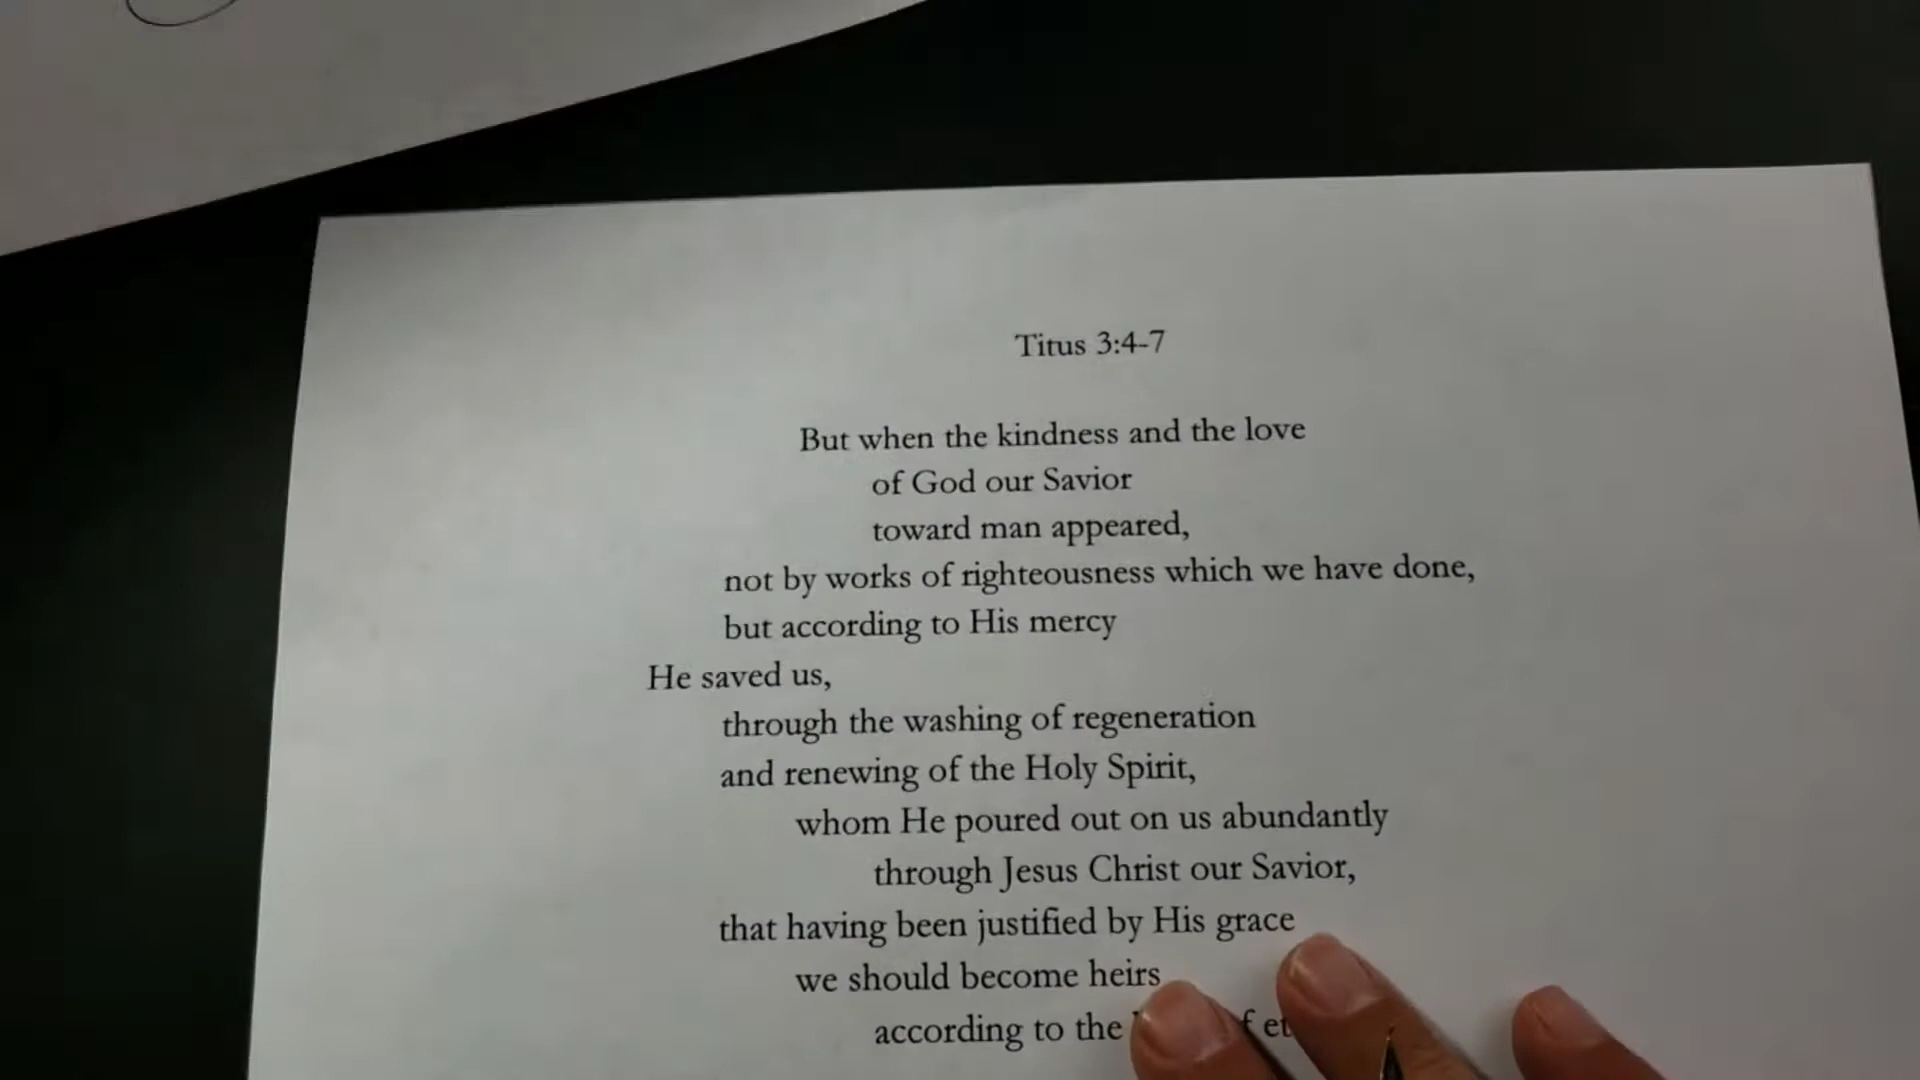 Titus 3:4-7
But when the kindness and the love
of God our Savior
toward man appeared,
not by works of righteousness which we have done,
but according to His mercy
He saved us,
through the washing of regeneration
and renewing of the Holy Spirit,
whom He poured out on us abundantly
through Jesus Christ our Savior,
that having been justified by His grace
we should become heirs
according to the